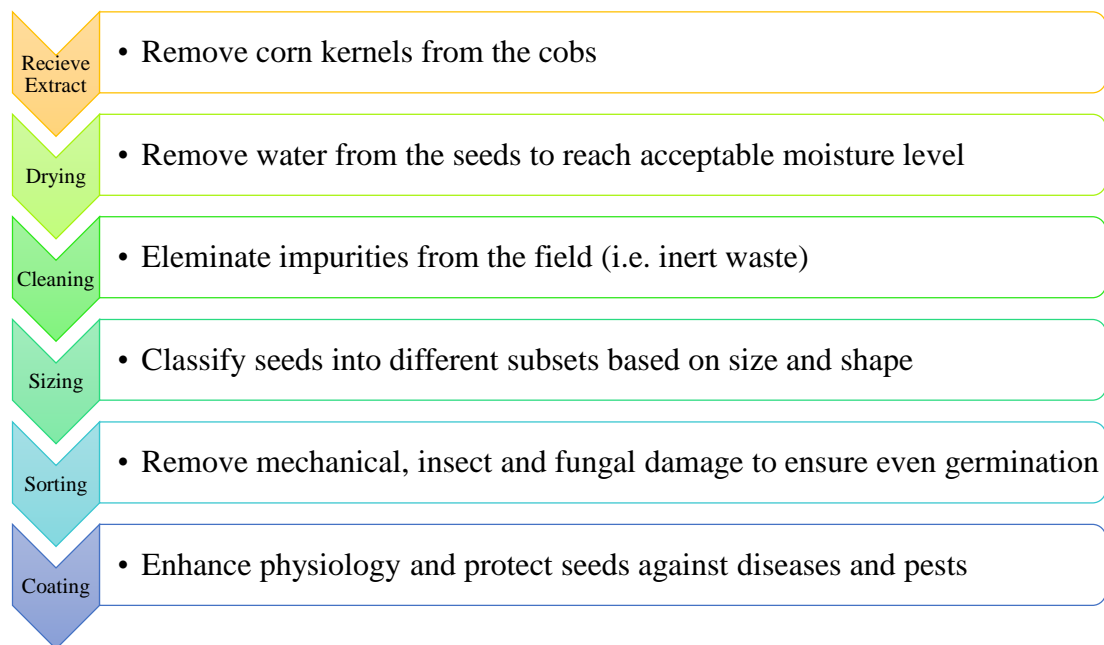 Recieve
Extract
• Remove corn kernels from the cobs
Drying
• Remove water from the seeds to reach acceptable moisture level
Cleaning
• Eleminate impurities from the field (i.e. inert waste)
Sizing
• Classify seeds into different subsets based on size and shape
Sorting
• Remove mechanical, insect and fungal damage to ensure even germination
Coating
• Enhance physiology and protect seeds against diseases and pests